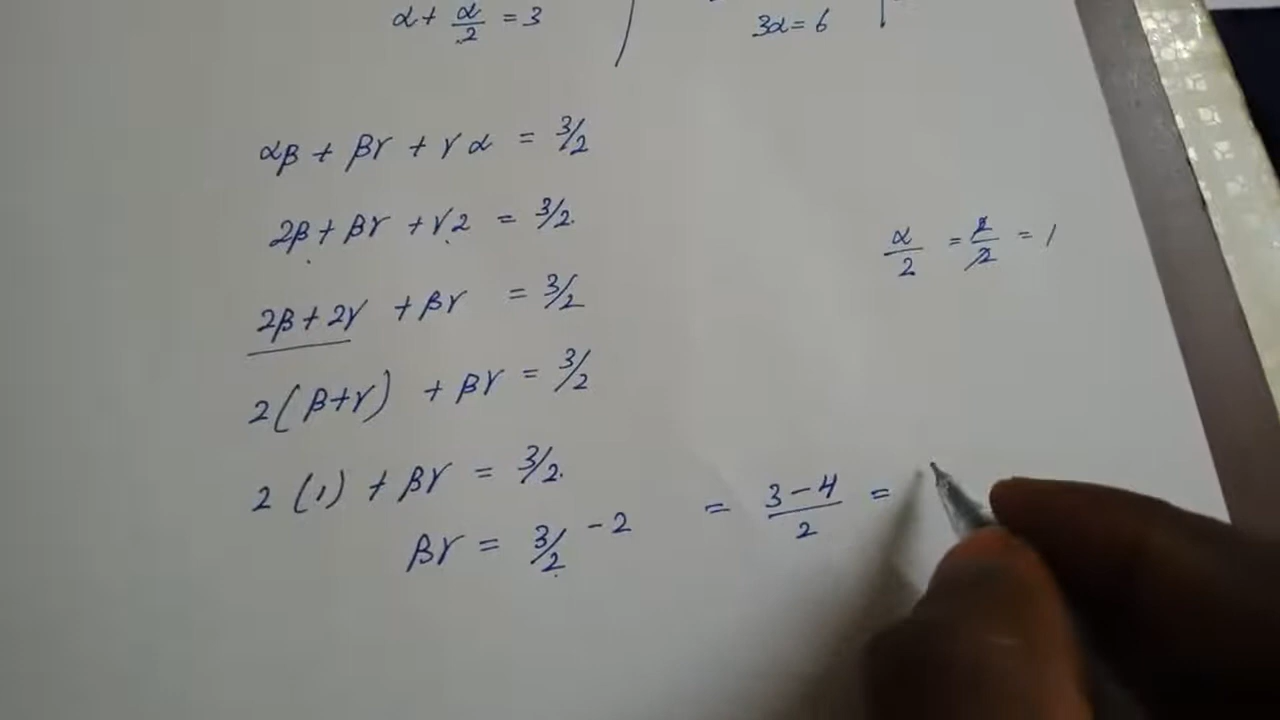 α + α/2 = 3
3α = 6
αβ + βγ + γα = 3/2
2β + βγ + γ2 = 3/2
α/2 = 2/2 = 1
2β + 2γ + βγ = 3/2
2(β+γ) + βγ = 3/2
2(1) + βγ = 3/2
βγ = 3/2 - 2 = 3-4/2 =